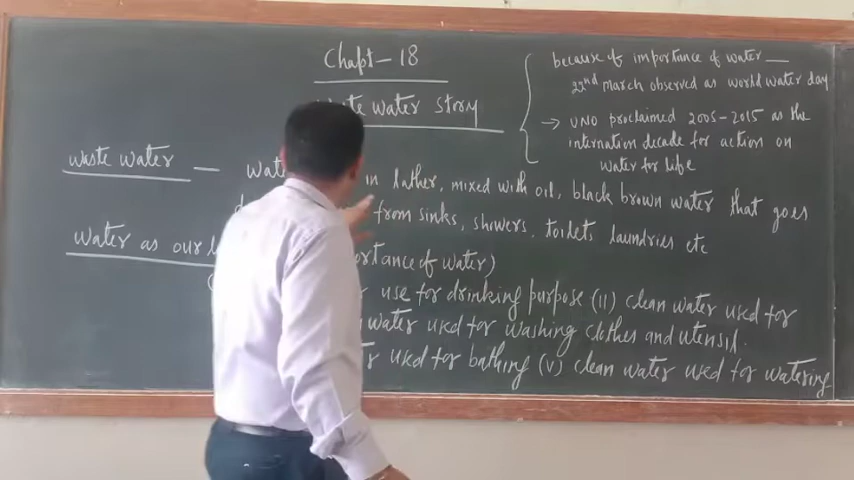 Chapt - 18
water story
because of importance of water —
22nd march observed as world water day
→ UNO proclaimed 2005-2015 as the
internation decade for action on
water for life
waste water — in lather, mixed with oil, black brown water that goes
from sinks, showers, toilets laundries etc
water as our
of water)
use for drinking purpose (II) clean water used for
water used for washing clothes and utensil.
used for bathing (V) clean water used for watering